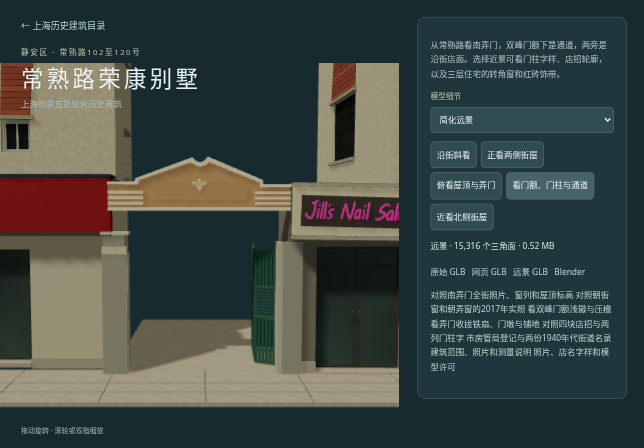 ← 上海历史建筑目录
静安区 · 常熟路102至120号
常熟路荣康别墅
上海市第五批优秀历史建筑
Jill's Nail Sal
拖动旋转 · 滚轮或双指缩放
从常熟路看南弄门，双峰门额下是通道，两旁是
沿街店面。选择近景可看门柱字样、店招轮廓，
以及三层住宅的转角窗和红砖饰带。
模型细节
简化远景
沿街斜看
正看两侧街屋
俯看屋顶与弄门
看门额、门柱与通道
近看北侧街屋
远景 · 15,316 个三角面 · 0.52 MB
原始 GLB 网页 GLB 远景 GLB Blender
对照南弄门全街照片、窗列和屋顶标高 对照朝街
窗和朝弄窗的2017年实照 看双峰门额浅徽与压檐
看弄门收拢铁扇、门墩与铺地 对照四块店招与两
列门柱字 市房管局登记与两份1940年代街道名录
建筑范围、照片和测量说明 照片、店名字样和模
型许可